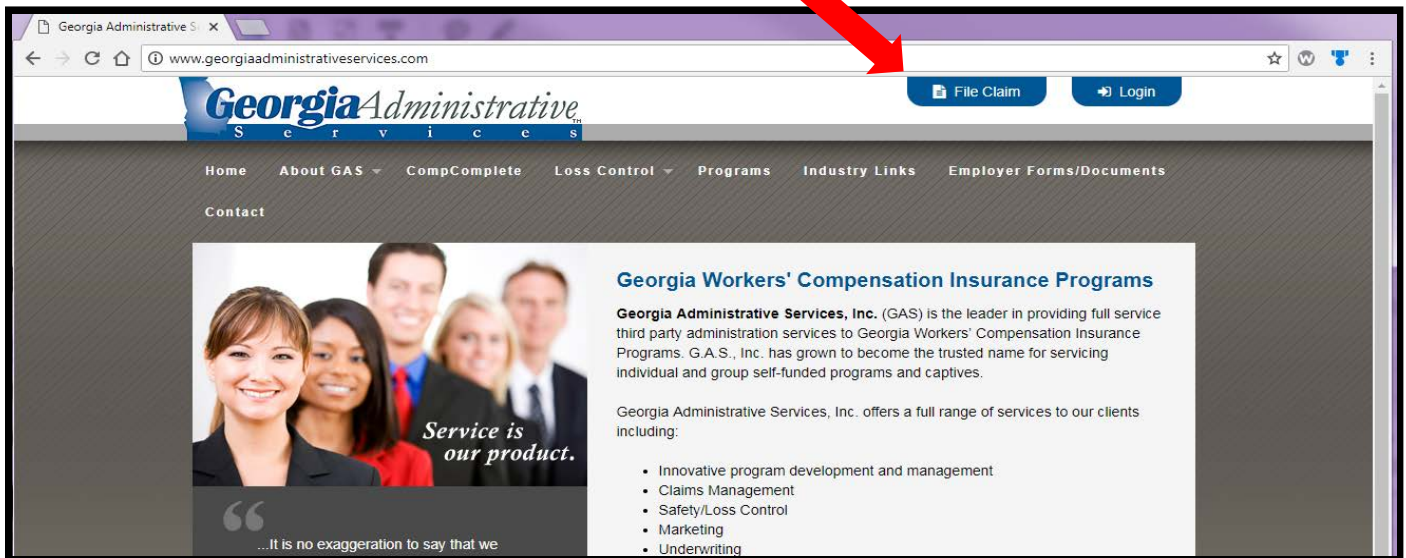 Georgia Administrative S
www.georgiaadministrativeservices.com
File Claim
Login
GeorgiaAdministrative TM
Services
Home About GAS CompComplete Loss Control Programs Industry Links Employer Forms/Documents
Contact
Service is
our product.
“
...It is no exaggeration to say that we
Georgia Workers' Compensation Insurance Programs
Georgia Administrative Services, Inc. (GAS) is the leader in providing full service
third party administration services to Georgia Workers' Compensation Insurance
Programs. G.A.S., Inc. has grown to become the trusted name for servicing
individual and group self-funded programs and captives.
Georgia Administrative Services, Inc. offers a full range of services to our clients
including:
• Innovative program development and management
• Claims Management
• Safety/Loss Control
• Marketing
• Underwriting